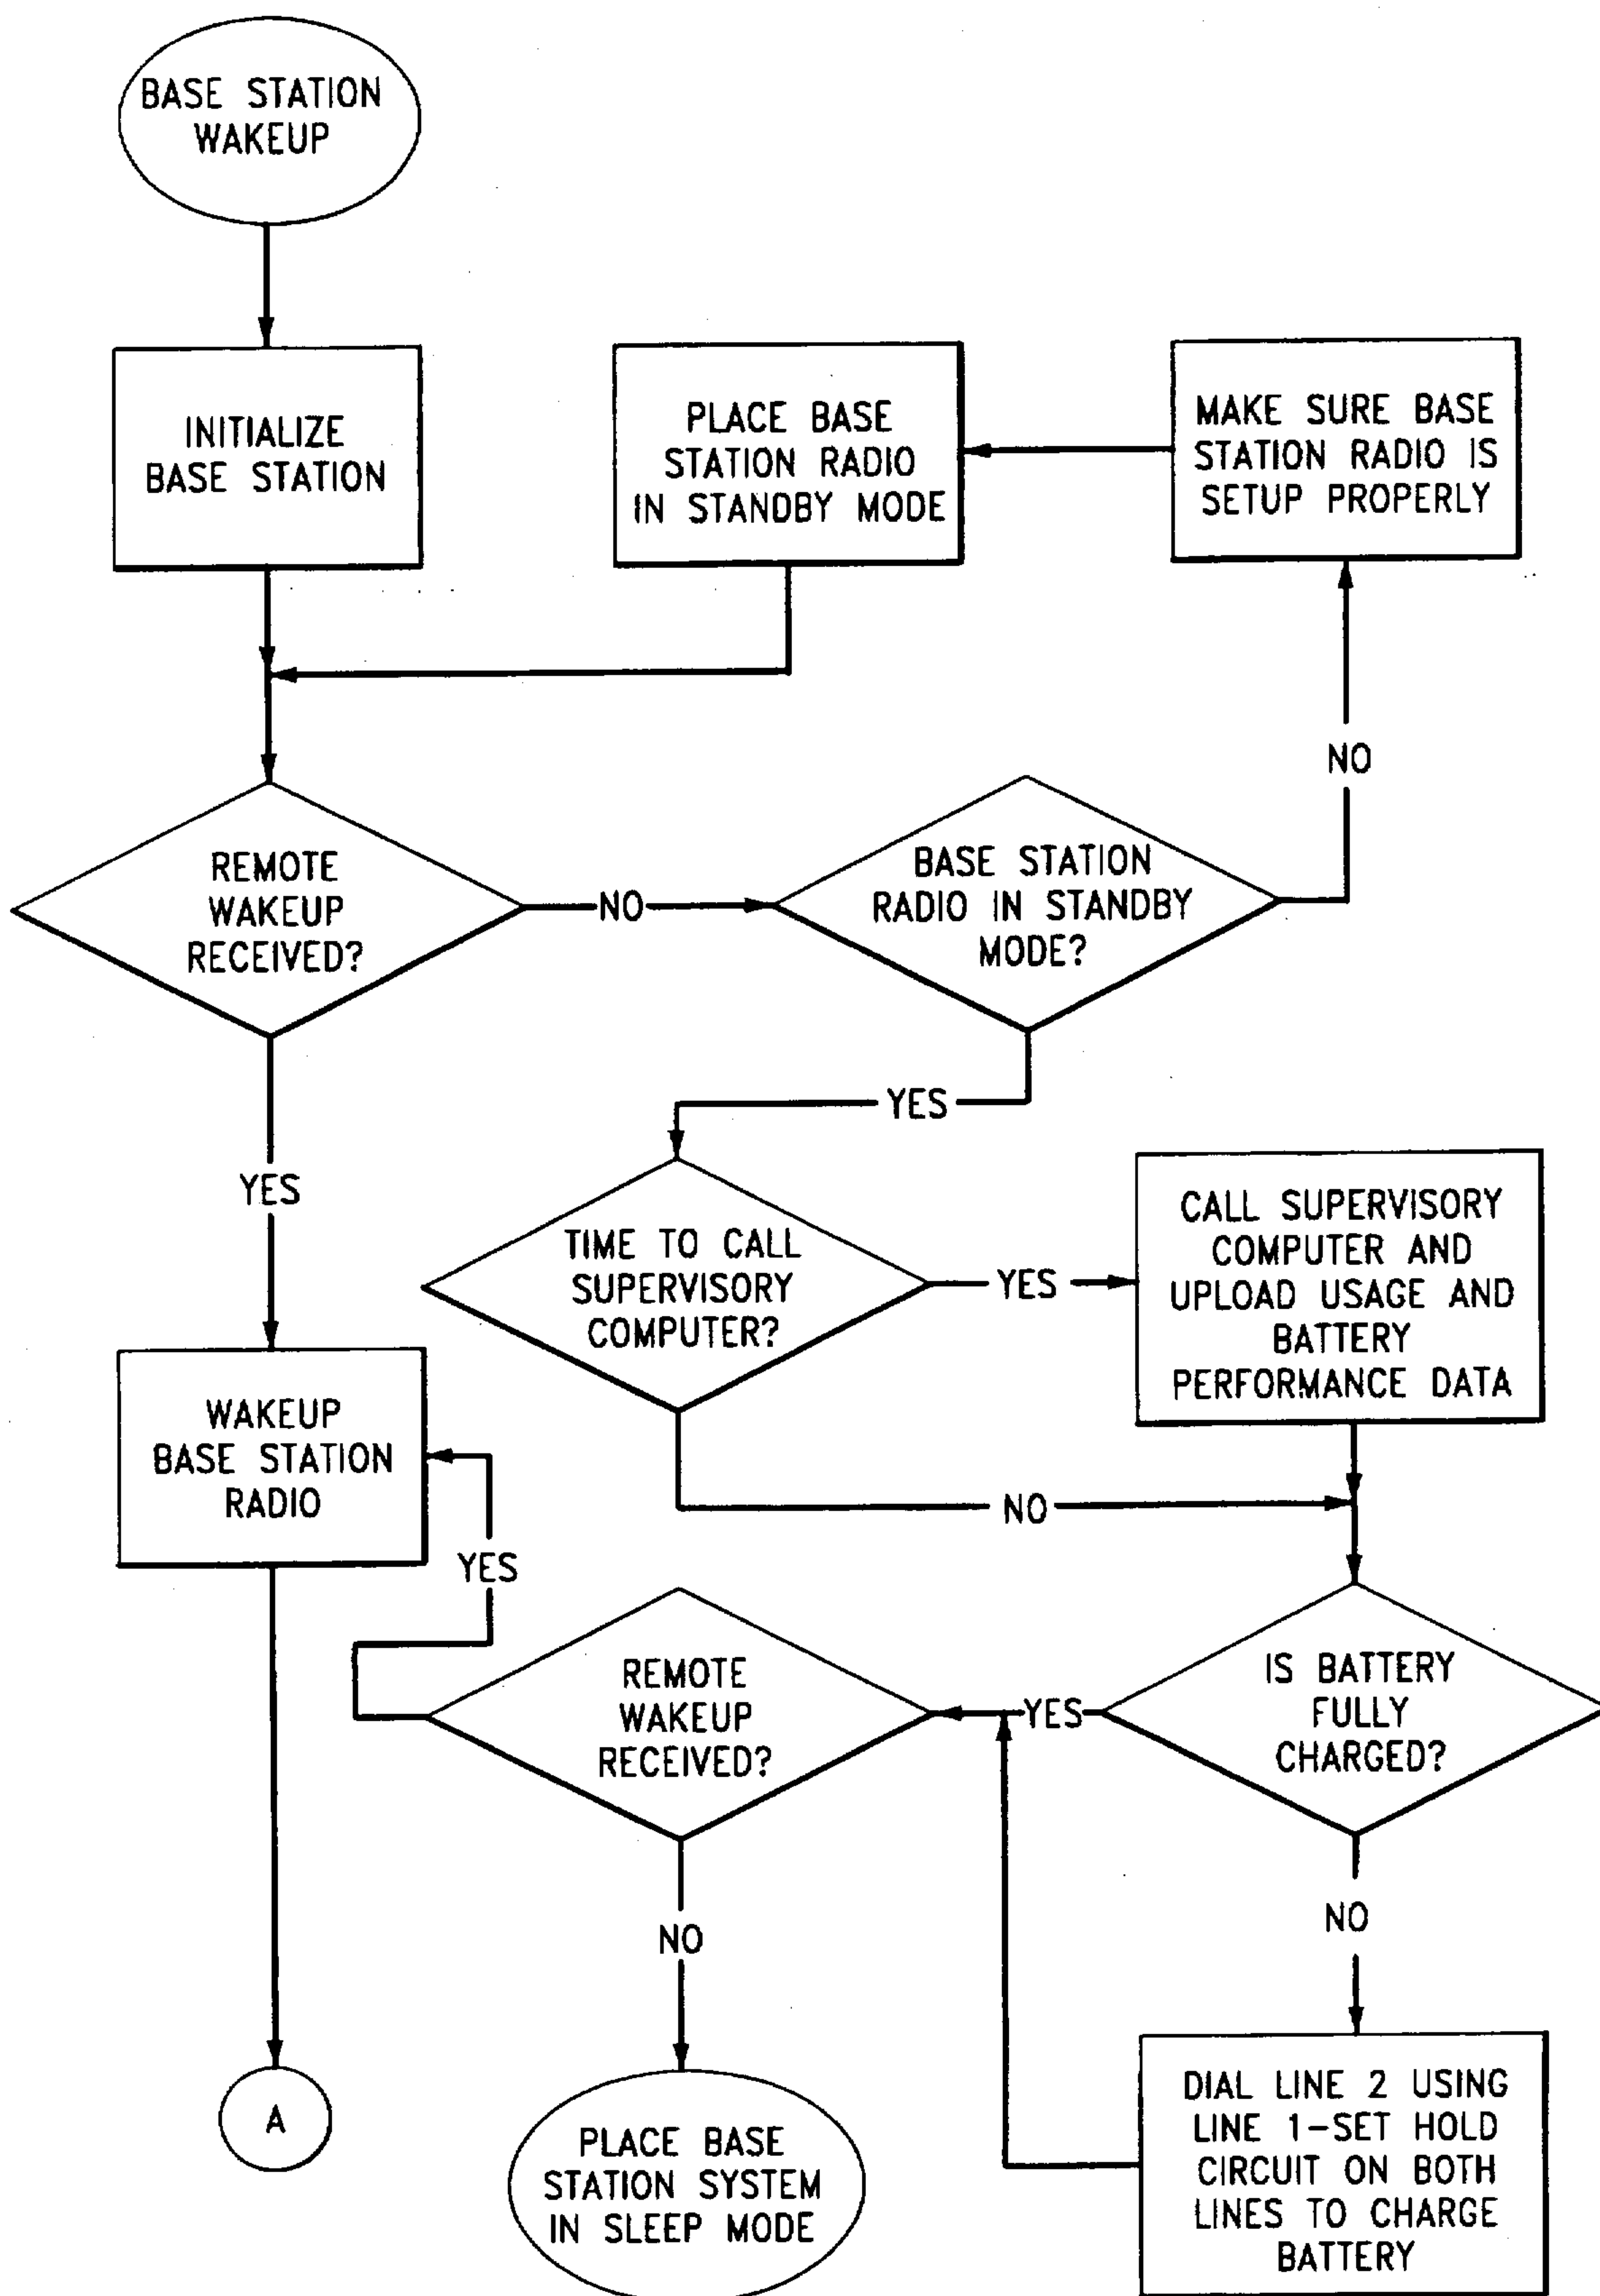 BASE STATION
WAKEUP
INITIALIZE
BASE STATION
PLACE BASE
STATION RADIO
IN STANDBY MODE
MAKE SURE BASE
STATION RADIO IS
SETUP PROPERLY
NO
REMOTE
WAKEUP
RECEIVED?
NO
BASE STATION
RADIO IN STANDBY
MODE?
YES
YES
TIME TO CALL
SUPERVISORY
COMPUTER?
YES
CALL SUPERVISORY
COMPUTER AND
UPLOAD USAGE AND
BATTERY
PERFORMANCE DATA
WAKEUP
BASE STATION
RADIO
NO
YES
REMOTE
WAKEUP
RECEIVED?
YES
IS BATTERY
FULLY
CHARGED?
NO
NO
A
PLACE BASE
STATION SYSTEM
IN SLEEP MODE
DIAL LINE 2 USING
LINE 1-SET HOLD
CIRCUIT ON BOTH
LINES TO CHARGE
BATTERY